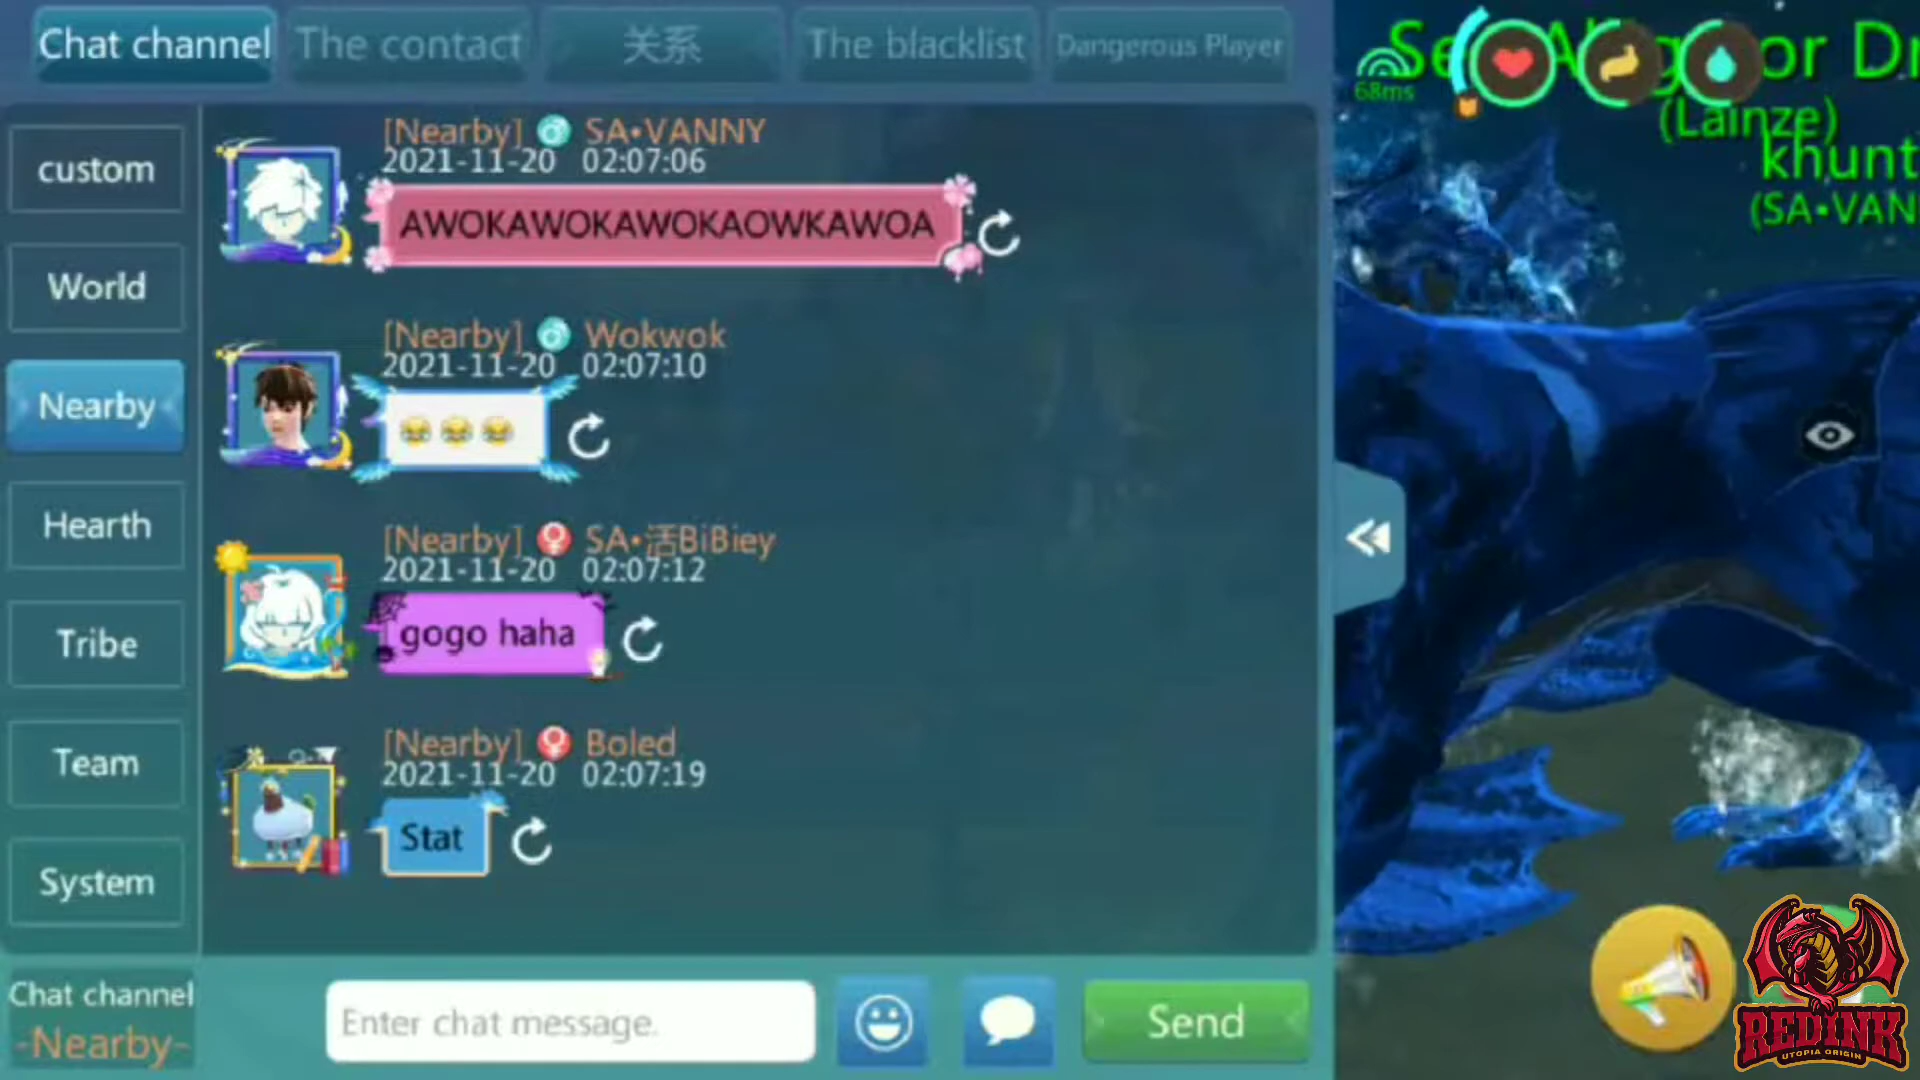 Chat channel
The contact
关系
The blacklist
Dangerous Player
custom
World
Nearby
Hearth
Tribe
Team
System
[Nearby] SA•VANNY
2021-11-20 02:07:06
AWOKAWOKAWOKAOWKAWOA
[Nearby] Wokwok
2021-11-20 02:07:10
[Nearby] SA•活BiBiey
2021-11-20 02:07:12
gogo haha
[Nearby] Boled
2021-11-20 02:07:19
Stat
Chat channel
-Nearby-
Enter chat message.
Send
68ms
(Lainze)
khunt
(SA•VAN
REDINK
UTOPIA ORIGIN